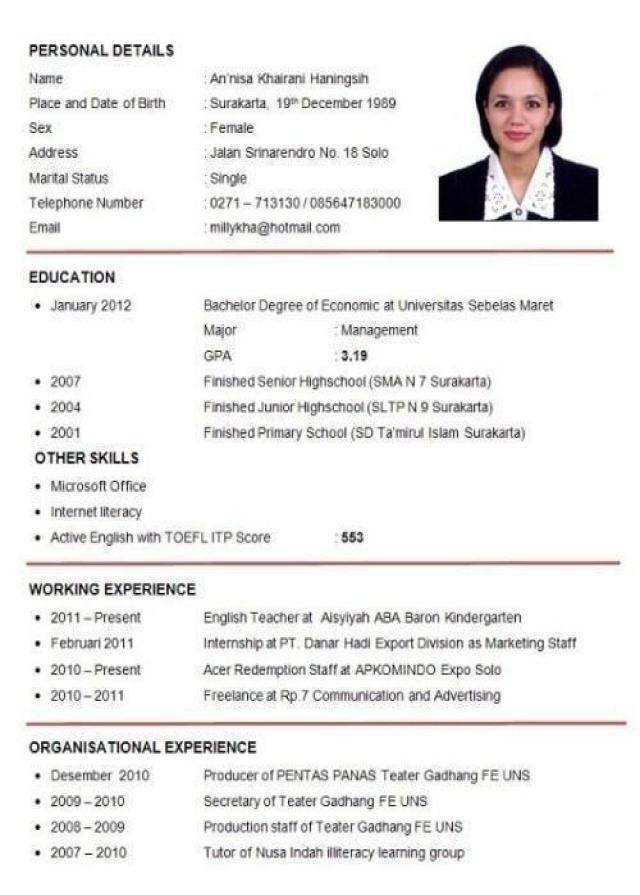 PERSONAL DETAILS
Name : An'nisa Khairani Haningsih
Place and Date of Birth : Surakarta, 19th December 1989
Sex : Female
Address : Jalan Srinarendro No. 18 Solo
Marital Status : Single
Telephone Number : 0271 – 713130 / 085647183000
Email : millykha@hotmail.com
EDUCATION
• January 2012 Bachelor Degree of Economic at Universitas Sebelas Maret
Major : Management
GPA : 3.19
• 2007 Finished Senior Highschool (SMA N 7 Surakarta)
• 2004 Finished Junior Highschool (SLTP N 9 Surakarta)
• 2001 Finished Primary School (SD Ta'mirul Islam Surakarta)
OTHER SKILLS
• Microsoft Office
• Internet literacy
• Active English with TOEFL ITP Score : 553
WORKING EXPERIENCE
• 2011 – Present English Teacher at Aisyiyah ABA Baron Kindergarten
• Februari 2011 Internship at PT. Danar Hadi Export Division as Marketing Staff
• 2010 – Present Acer Redemption Staff at APKOMINDO Expo Solo
• 2010 – 2011 Freelance at Rp.7 Communication and Advertising
ORGANISATIONAL EXPERIENCE
• Desember 2010 Producer of PENTAS PANAS Teater Gadhang FE UNS
• 2009 – 2010 Secretary of Teater Gadhang FE UNS
• 2008 – 2009 Production staff of Teater Gadhang FE UNS
• 2007 – 2010 Tutor of Nusa Indah illiteracy learning group